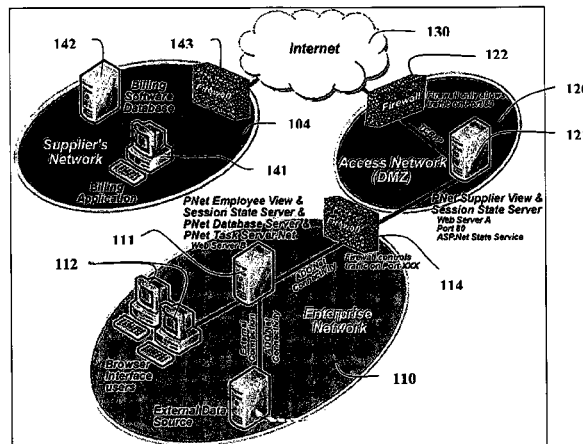 142
143
130
122
Internet
Firewall
Billing Software
Database
Firewall
Firewall only allows
traffic on Port 80
120
104
Supplier's
Network
141
Billing
Application
Access Network
(DMZ)
PNet Employee View &
Session State Server &
PNet Database Server &
PNet Task Server
Web Server B
PNet Supplier View &
Session State Server
Web Server A
Port 80
ASP.Net State Service
111
112
Firewall
Firewall controls
traffic on Port XXX
114
Connectivity
Enterprise
Network
Browser
Interface
users
External Data
Source
110